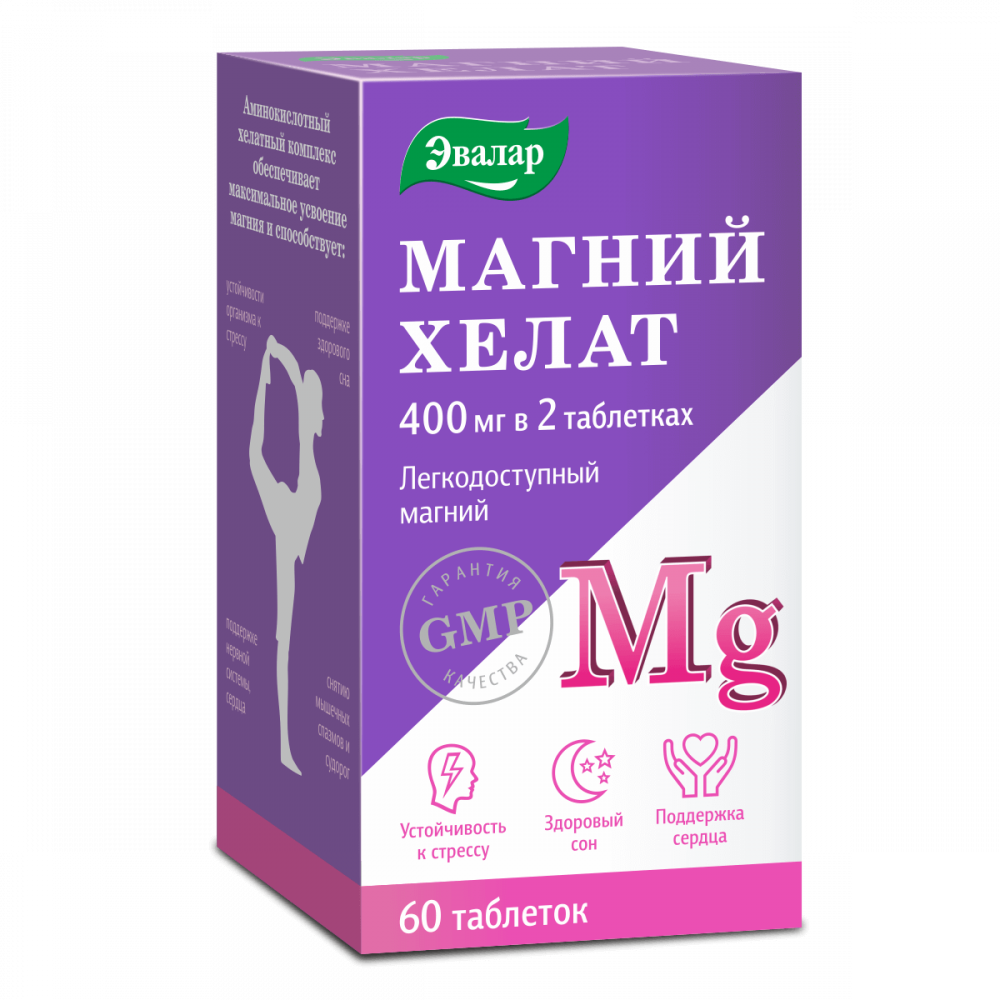 МАГНИЙ
ХЕЛАТ
Аминокислотный
хелатный комплекс
обеспечивает
максимальное усвоение
магния и способствует:
устойчивости
организма к
стрессу
поддержке
здорового
сна
поддержке
нервной
системы,
сердца
снятию
мышечных
спазмов и
судорог
Эвалар
МАГНИЙ
ХЕЛАТ
400 мг в 2 таблетках
Легкодоступный
магний
ГАРАНТИЯ
GMP
КАЧЕСТВА
Mg
Устойчивость
к стрессу
Здоровый
сон
Поддержка
сердца
60 таблеток